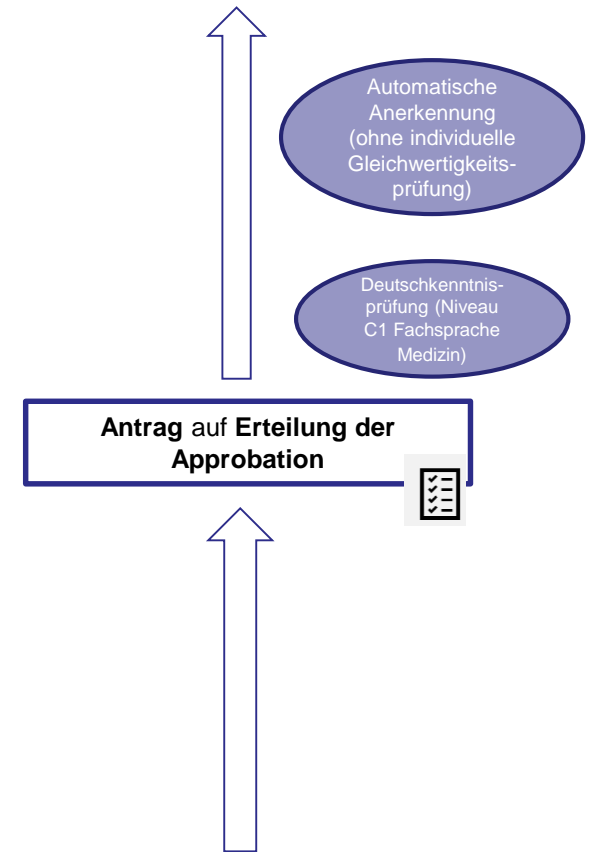 Automatische
Anerkennung
(ohne individuelle
Gleichwertigkeits-
prüfung)
Deutschkenntnis-
prüfung (Niveau
C1 Fachsprache
Medizin)
Antrag auf Erteilung der
Approbation